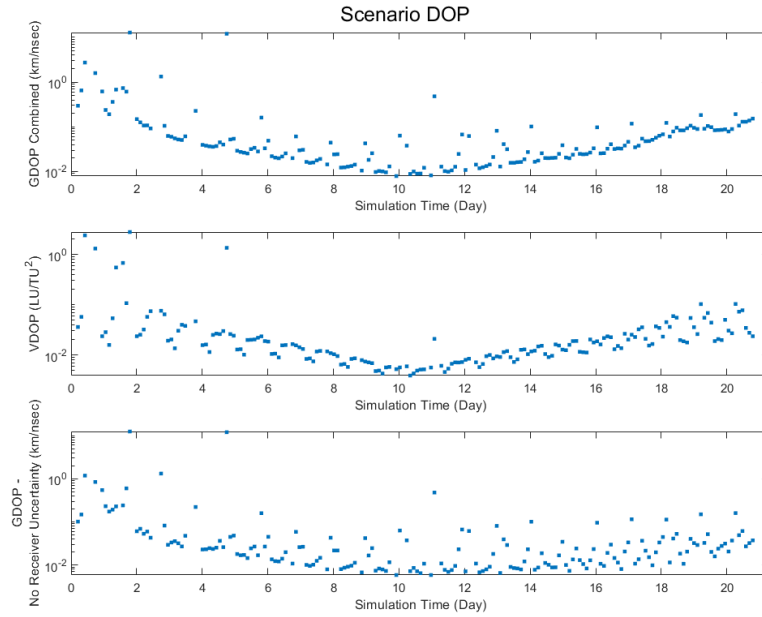 Scenario DOP
GDOP Combined (km/nsec)
10^0
10^-2
0 2 4 6 8 10 12 14 16 18 20
Simulation Time (Day)
VDOP (LU/TU^2)
10^0
10^-2
0 2 4 6 8 10 12 14 16 18 20
Simulation Time (Day)
GDOP -
No Receiver Uncertainty (km/nsec)
10^0
10^-2
0 2 4 6 8 10 12 14 16 18 20
Simulation Time (Day)